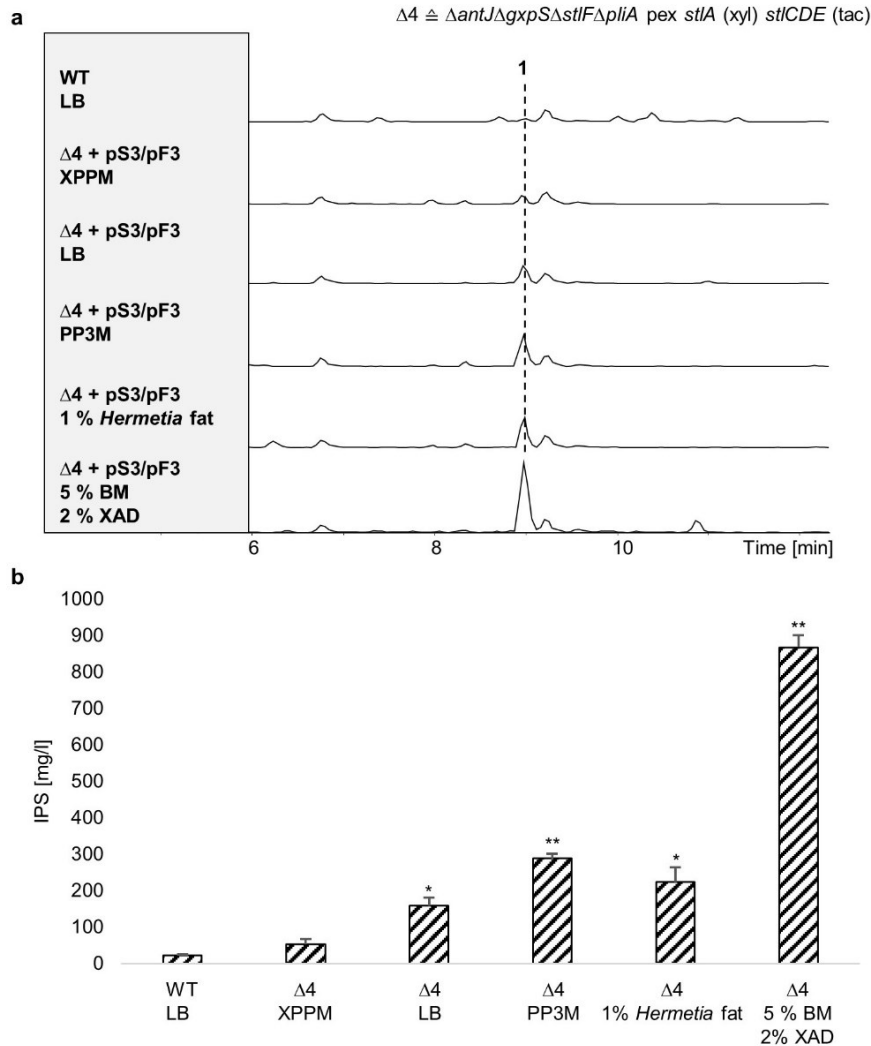 a
Δ4 ≙ ΔantJΔgxpSΔstlFΔpliA pex stlA (xyl) stlCDE (tac)
1
WT
LB
Δ4 + pS3/pF3
XPPM
Δ4 + pS3/pF3
LB
Δ4 + pS3/pF3
PP3M
Δ4 + pS3/pF3
1 % Hermetia fat
Δ4 + pS3/pF3
5 % BM
2 % XAD
6 8 10 Time [min]
b
IPS [mg/l]
1000
900
800
700
600
500
400
300
200
100
0
* ** * **
WT Δ4 Δ4 Δ4 Δ4 Δ4
LB XPPM LB PP3M 1% Hermetia fat 5 % BM
2% XAD